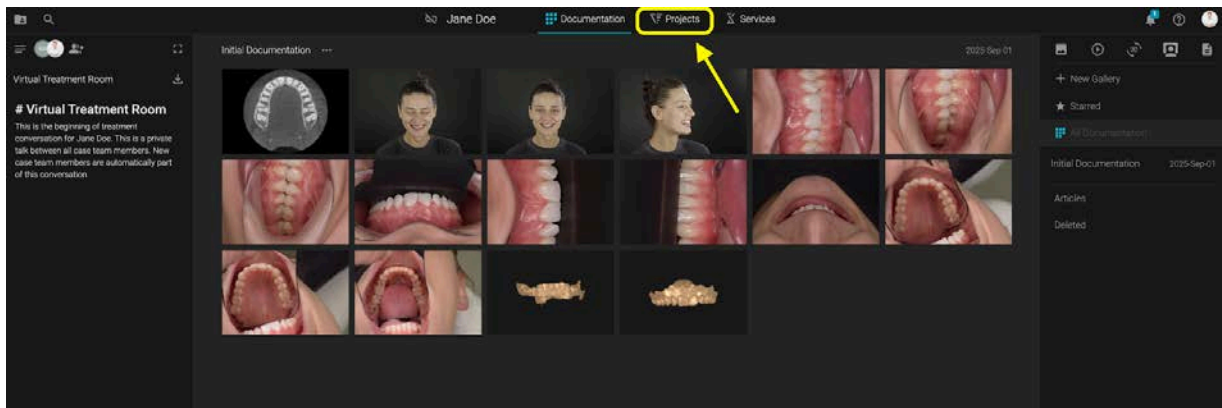 Jane Doe
Documentation
Projects
Services
Virtual Treatment Room
# Virtual Treatment Room
This is the beginning of treatment
conversation for Jane Doe. This is a private
talk between all case team members. New
case team members are automatically part
of this conversation
Initial Documentation ...
2025-Sep-01
+ New Gallery
Starred
All Documentation
Initial Documentation 2025-Sep-01
Articles
Deleted